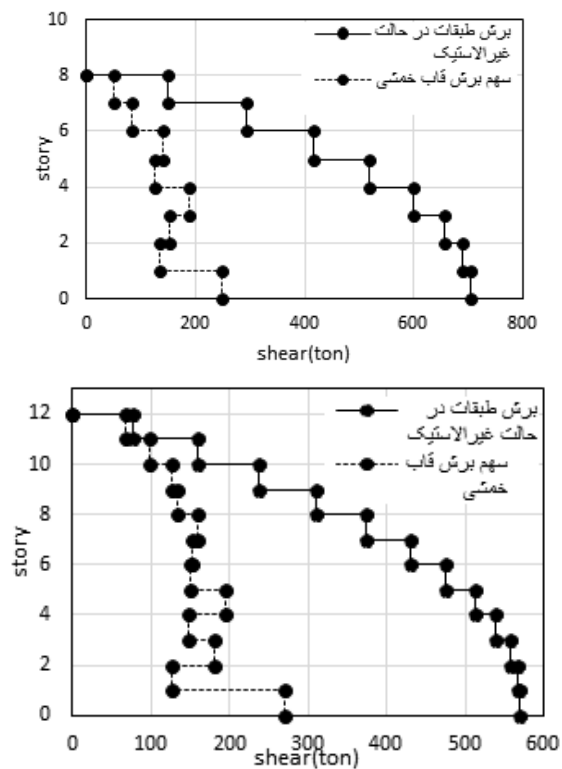 10
8
6
4
2
0
story
برش طبقات در حالت
غیرالاستیک
سهم برش قاب خمشی
0 200 400 600 800
shear(ton)
12
10
8
6
4
2
0
story
برش طبقات در
حالت غیرالاستیک
سهم برش قاب
خمشی
0 100 200 300 400 500 600
shear(ton)